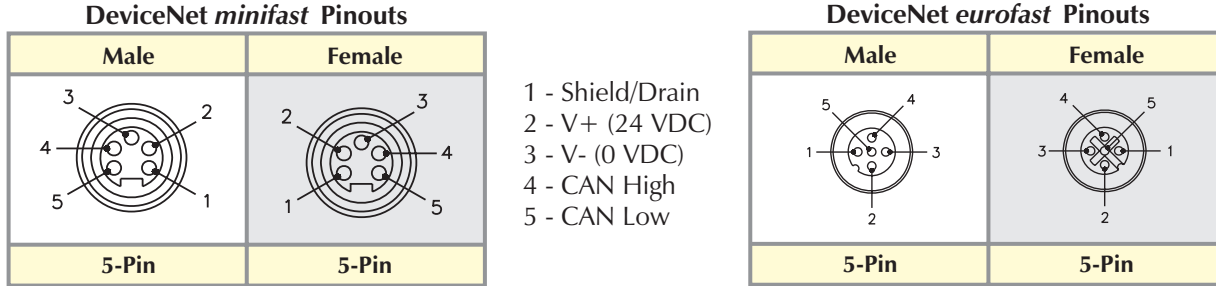 DeviceNet minifast Pinouts
Male Female
3 2 4 5 1
2 3 4 1 5
5-Pin 5-Pin
1 - Shield/Drain
2 - V+ (24 VDC)
3 - V- (0 VDC)
4 - CAN High
5 - CAN Low
DeviceNet eurofast Pinouts
Male Female
5 4 1 3 2
4 5 3 1 2
5-Pin 5-Pin